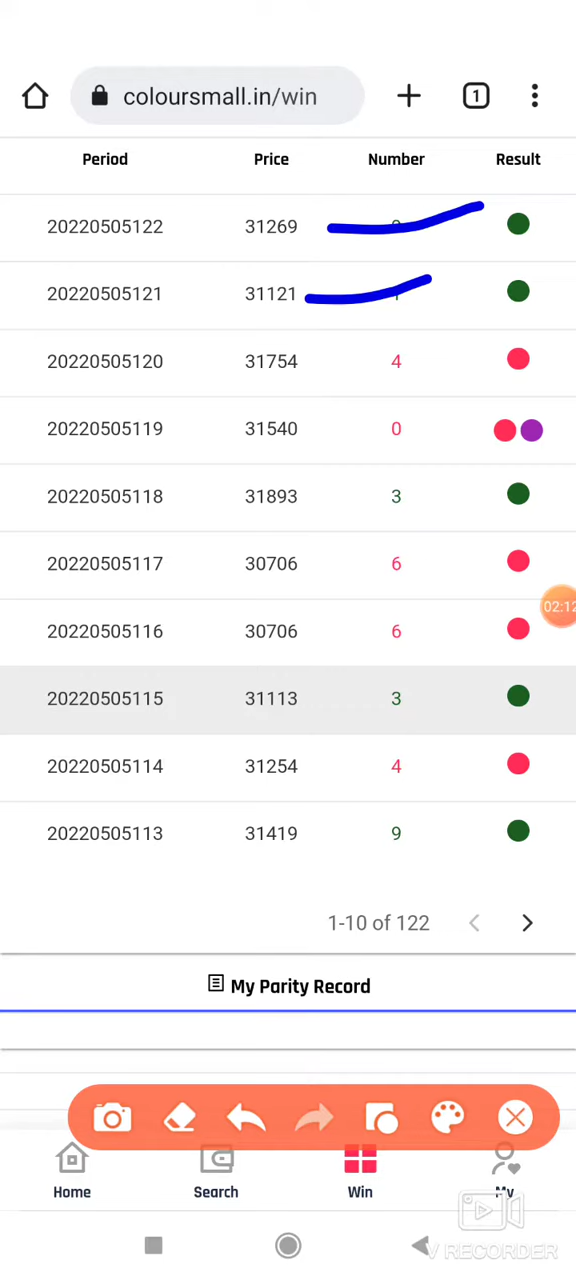 coloursmall.in/win
1
Period Price Number Result
20220505122 31269 9
20220505121 31121 1
20220505120 31754 4
20220505119 31540 0
20220505118 31893 3
20220505117 30706 6
20220505116 30706 6
20220505115 31113 3
20220505114 31254 4
20220505113 31419 9
1-10 of 122
My Parity Record
02:12
Home Search Win My
V RECORDER